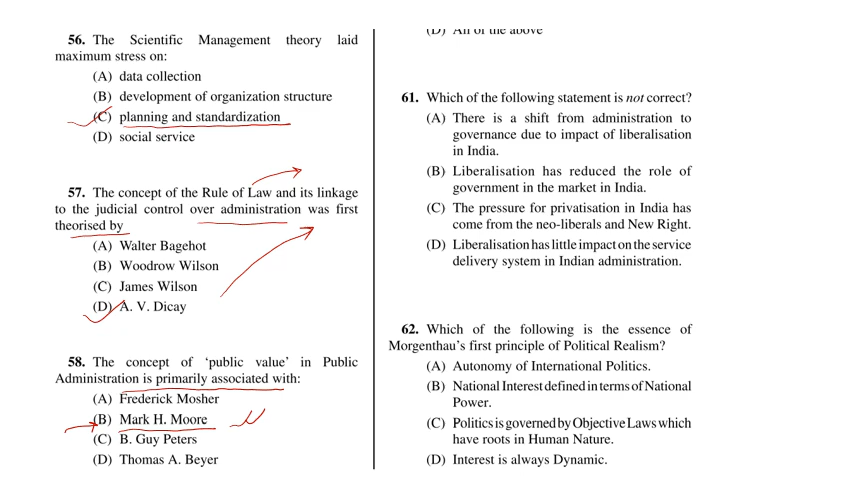 56. The Scientific Management theory laid
maximum stress on:
(A) data collection
(B) development of organization structure
(C) planning and standardization
(D) social service
57. The concept of the Rule of Law and its linkage
to the judicial control over administration was first
theorised by
(A) Walter Bagehot
(B) Woodrow Wilson
(C) James Wilson
(D) A. V. Dicay
58. The concept of ‘public value’ in Public
Administration is primarily associated with:
(A) Frederick Mosher
(B) Mark H. Moore
(C) B. Guy Peters
(D) Thomas A. Beyer
(D) All of the above
61. Which of the following statement is not correct?
(A) There is a shift from administration to
governance due to impact of liberalisation
in India.
(B) Liberalisation has reduced the role of
government in the market in India.
(C) The pressure for privatisation in India has
come from the neo-liberals and New Right.
(D) Liberalisation has little impact on the service
delivery system in Indian administration.
62. Which of the following is the essence of
Morgenthau’s first principle of Political Realism?
(A) Autonomy of International Politics.
(B) National Interest defined in terms of National
Power.
(C) Politics is governed by Objective Laws which
have roots in Human Nature.
(D) Interest is always Dynamic.